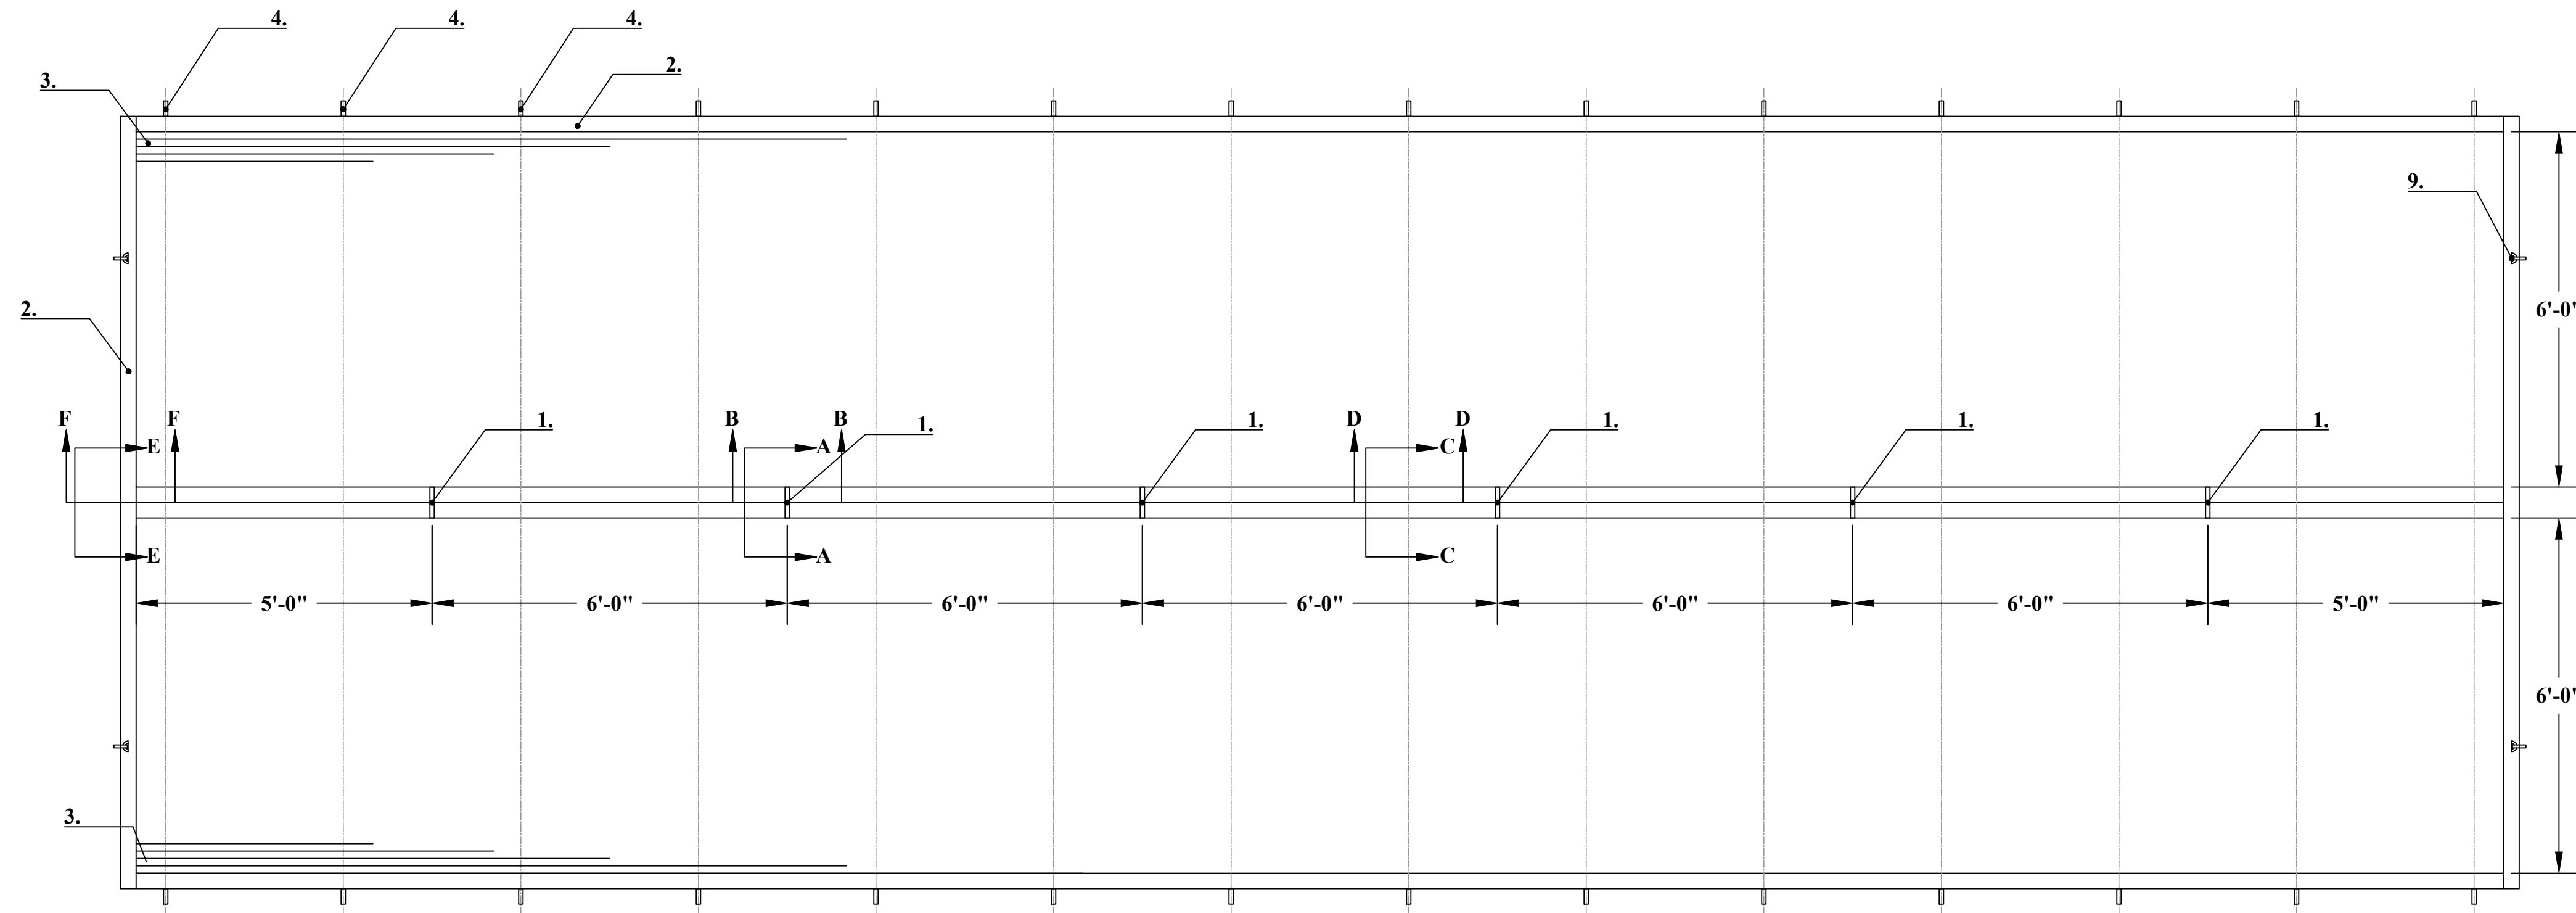 4. 4. 4.
2.
3.
9.
6'-0"
2.
F F B B 1. D D
1. 1. 1. 1. 1.
E A C
E A C
5'-0" 6'-0" 6'-0" 6'-0" 6'-0" 6'-0" 5'-0"
6'-0"
3.